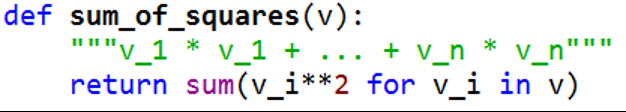 def sum_of_squares(v):
    """v_1 * v_1 + ... + v_n * v_n"""
    return sum(v_i**2 for v_i in v)